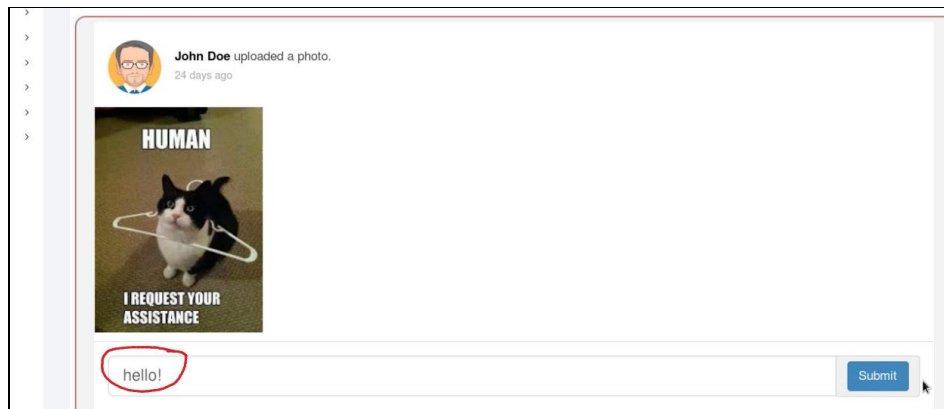 John Doe uploaded a photo.
24 days ago
HUMAN
I REQUEST YOUR
ASSISTANCE
hello!
Submit